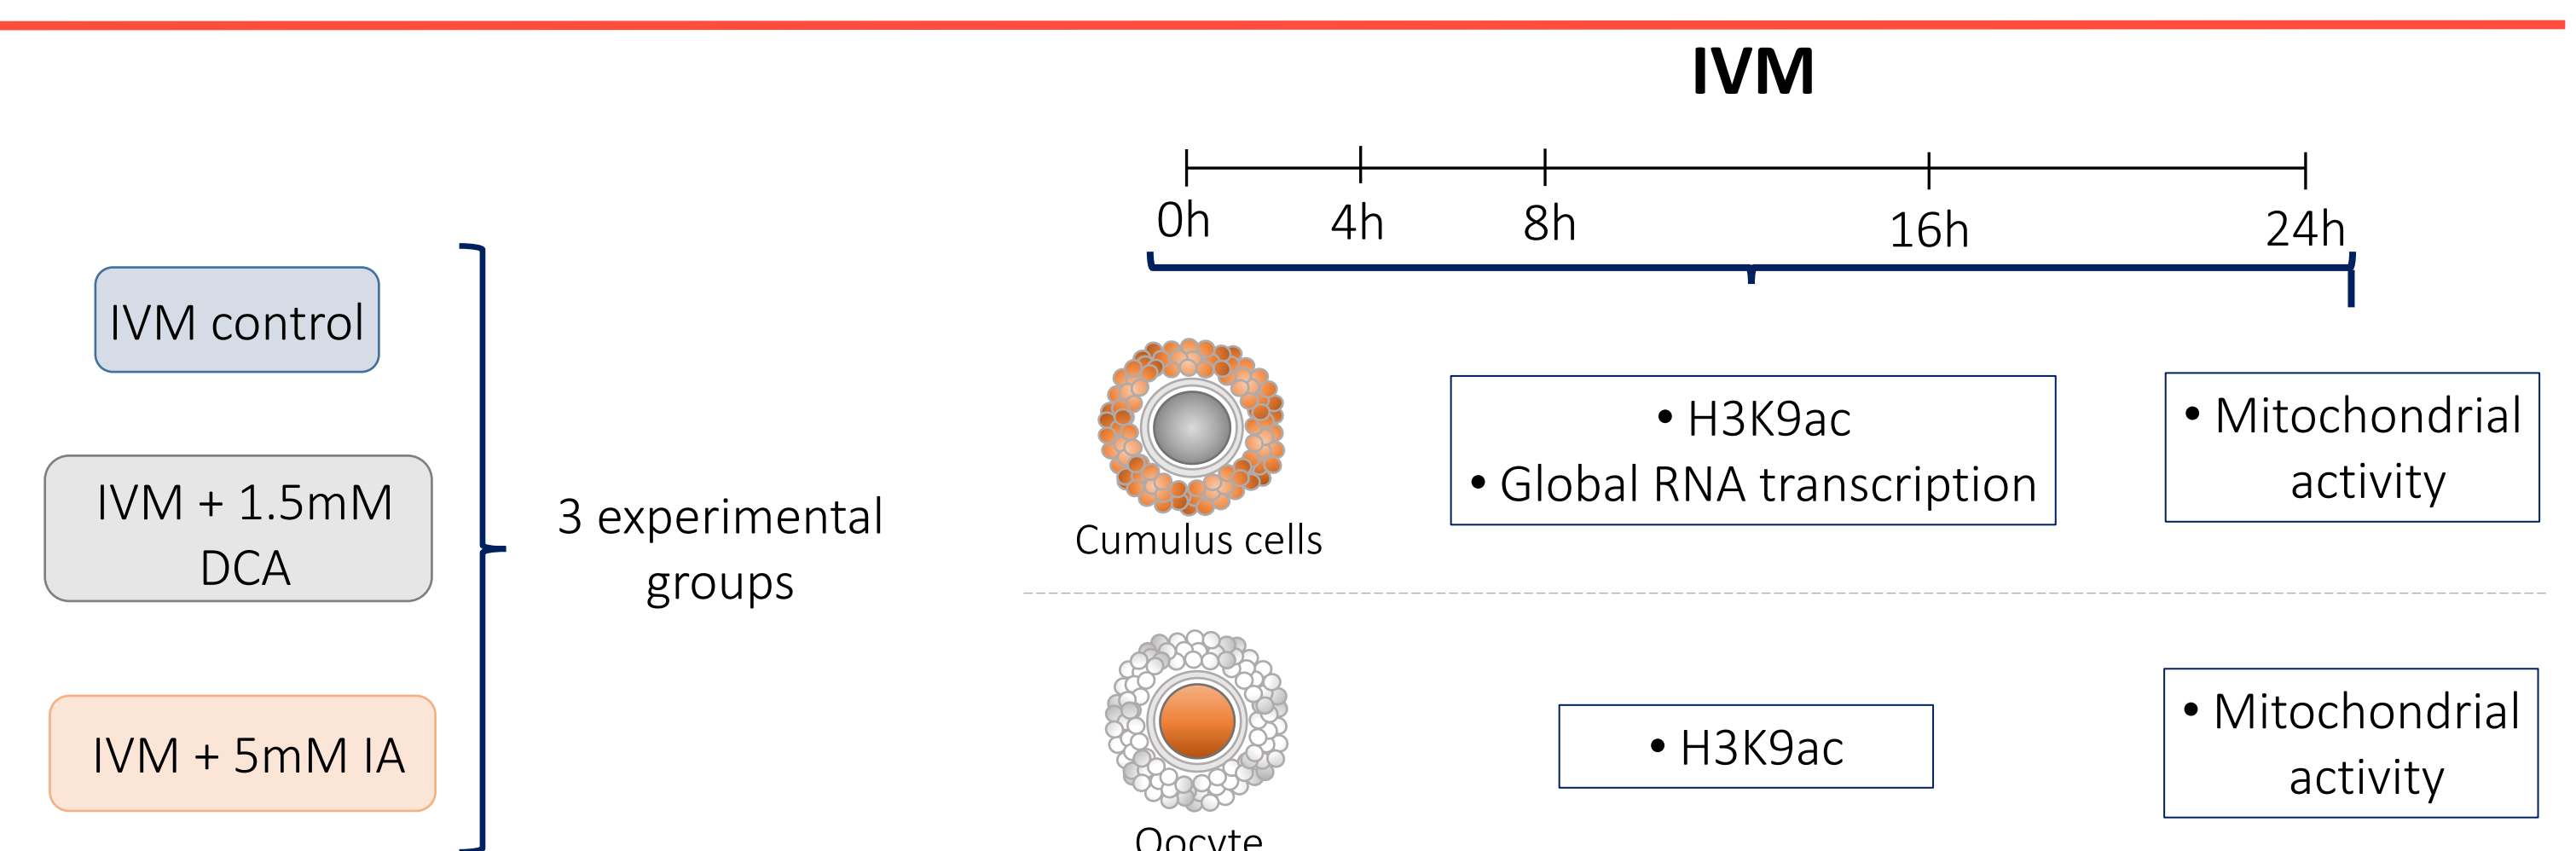 IVM
0h
4h
8h
16h
24h
IVM control
IVM + 1.5mM
DCA
IVM + 5mM IA
3 experimental
groups
Cumulus cells
• H3K9ac
• Global RNA transcription
• Mitochondrial
activity
Oocyte
• H3K9ac
• Mitochondrial
activity